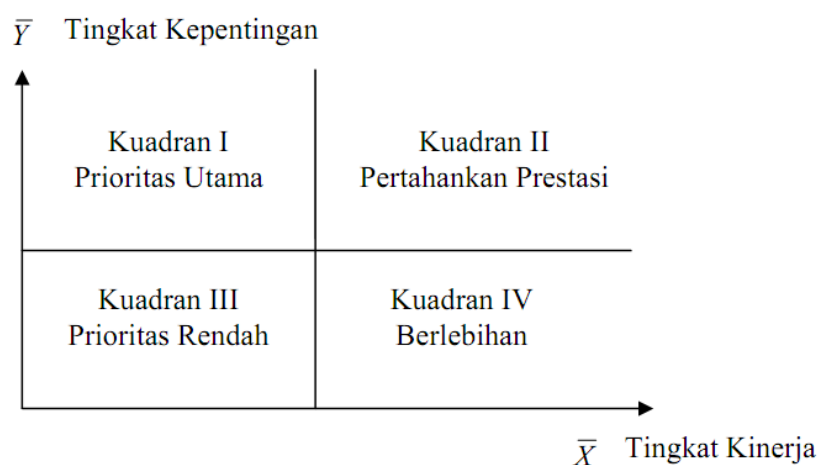 Y̅ Tingkat Kepentingan
Kuadran I
Prioritas Utama
Kuadran II
Pertahankan Prestasi
Kuadran III
Prioritas Rendah
Kuadran IV
Berlebihan
X̅ Tingkat Kinerja